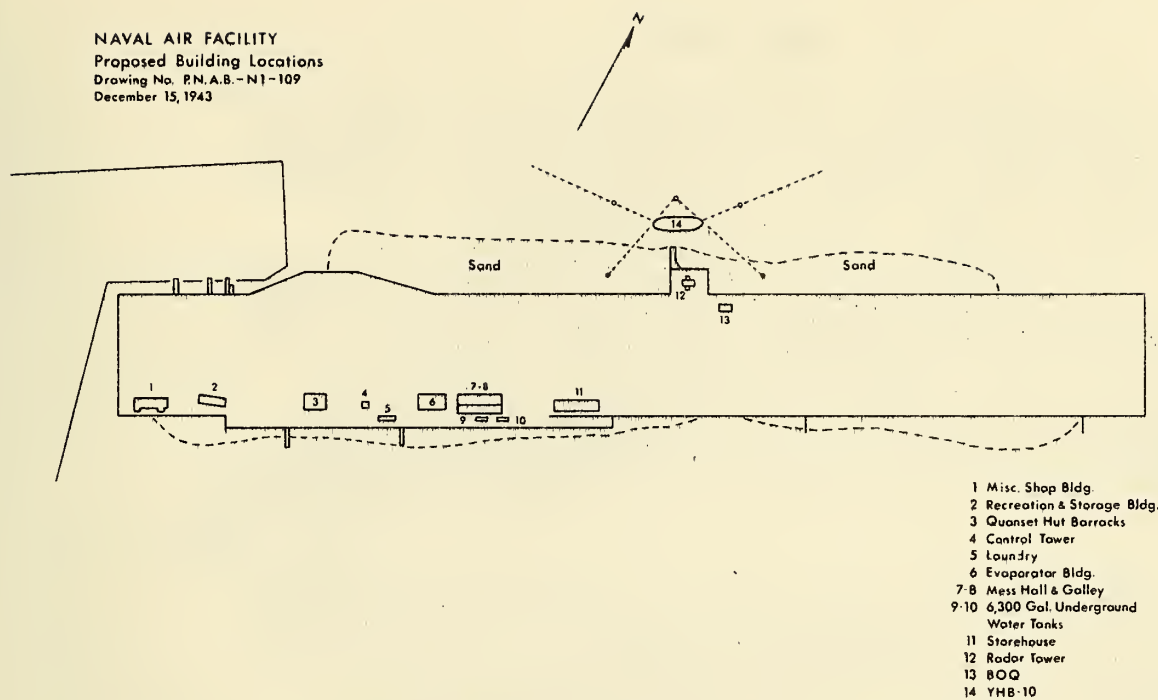 NAVAL AIR FACILITY
Proposed Building Locations
Drawing No. P.N.A.B.-N1-109
December 15, 1943
N
14
Sand
Sand
12
13
1
2
3
4
5
6
7-8
9
10
11
1 Misc. Shop Bldg.
2 Recreation & Storage Bldg.
3 Quonset Hut Barracks
4 Control Tower
5 Laundry
6 Evaporator Bldg.
7-8 Mess Hall & Galley
9-10 6,300 Gal. Underground
Water Tanks
11 Storehouse
12 Radar Tower
13 BOQ
14 YHB-10